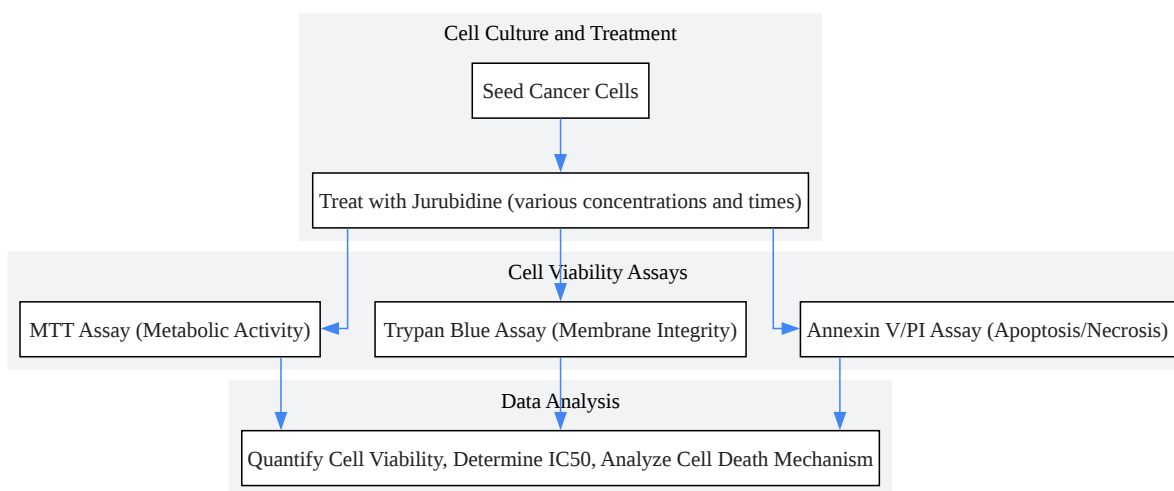 Cell Culture and Treatment
Seed Cancer Cells
Treat with Jurubidine (various concentrations and times)
Cell Viability Assays
MTT Assay (Metabolic Activity)
Trypan Blue Assay (Membrane Integrity)
Annexin V/PI Assay (Apoptosis/Necrosis)
Data Analysis
Quantify Cell Viability, Determine IC50, Analyze Cell Death Mechanism